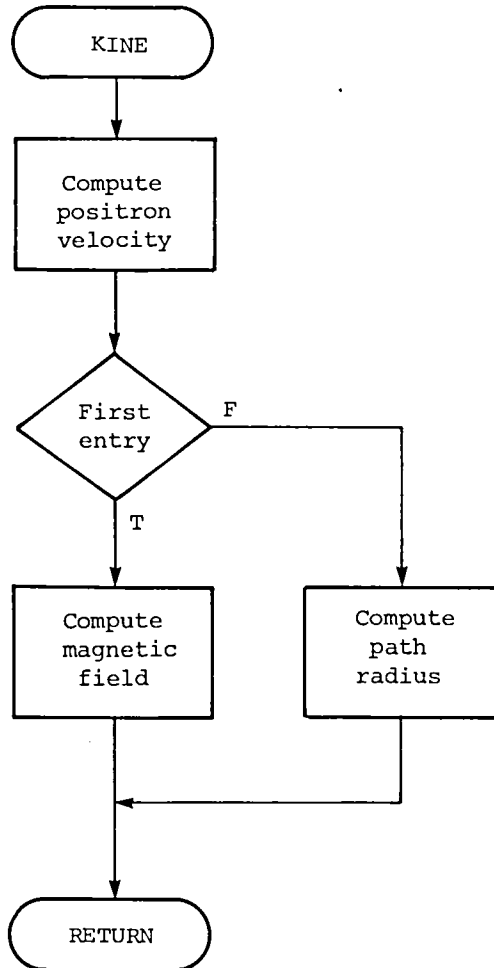 KINE
Compute
positron
velocity
First
entry
F
T
Compute
magnetic
field
Compute
path
radius
RETURN